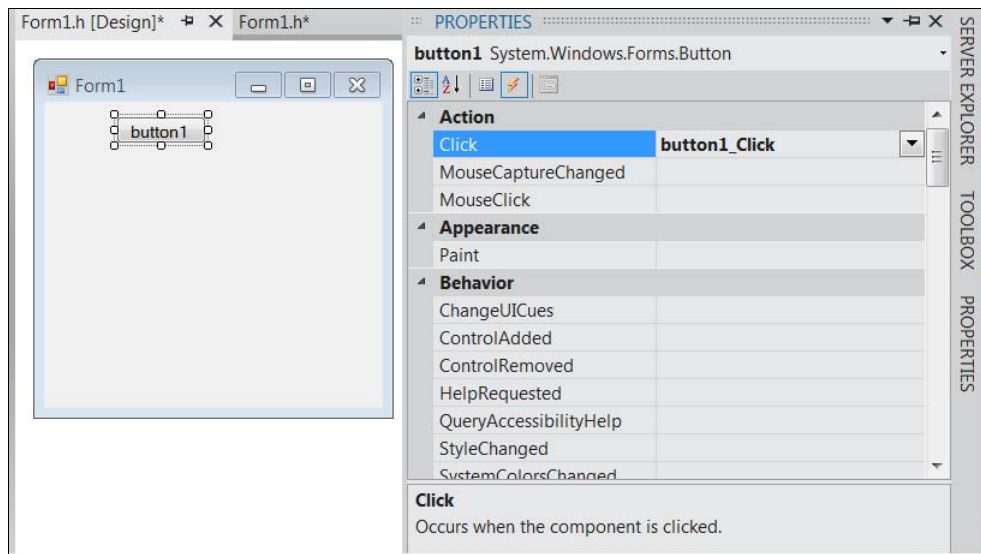 Form1.h [Design]*
Form1.h*
Form1
button1
PROPERTIES
button1 System.Windows.Forms.Button
Action
Click button1_Click
MouseCaptureChanged
MouseClick
Appearance
Paint
Behavior
ChangeUICues
ControlAdded
ControlRemoved
HelpRequested
QueryAccessibilityHelp
StyleChanged
SystemColorsChanged
Click
Occurs when the component is clicked.
SERVER EXPLORER
TOOLBOX
PROPERTIES